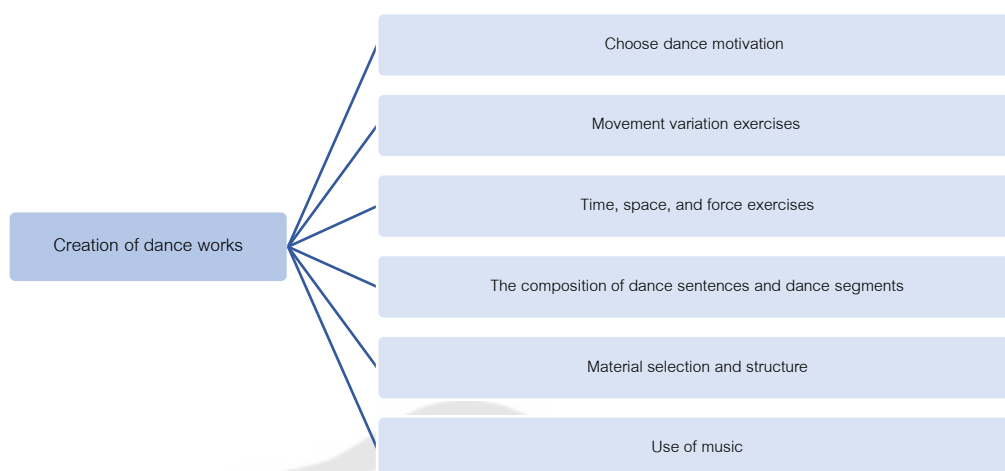 Creation of dance works
Choose dance motivation
Movement variation exercises
Time, space, and force exercises
The composition of dance sentences and dance segments
Material selection and structure
Use of music